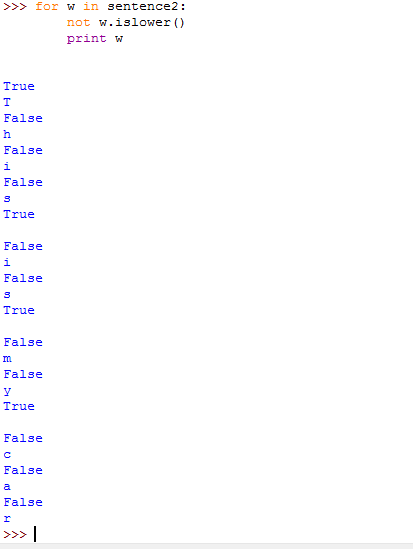 >>> for w in sentence2:
        not w.islower()
        print w
True
T
False
h
False
i
False
s
True
False
i
False
s
True
False
m
False
y
True
False
c
False
a
False
r
>>>